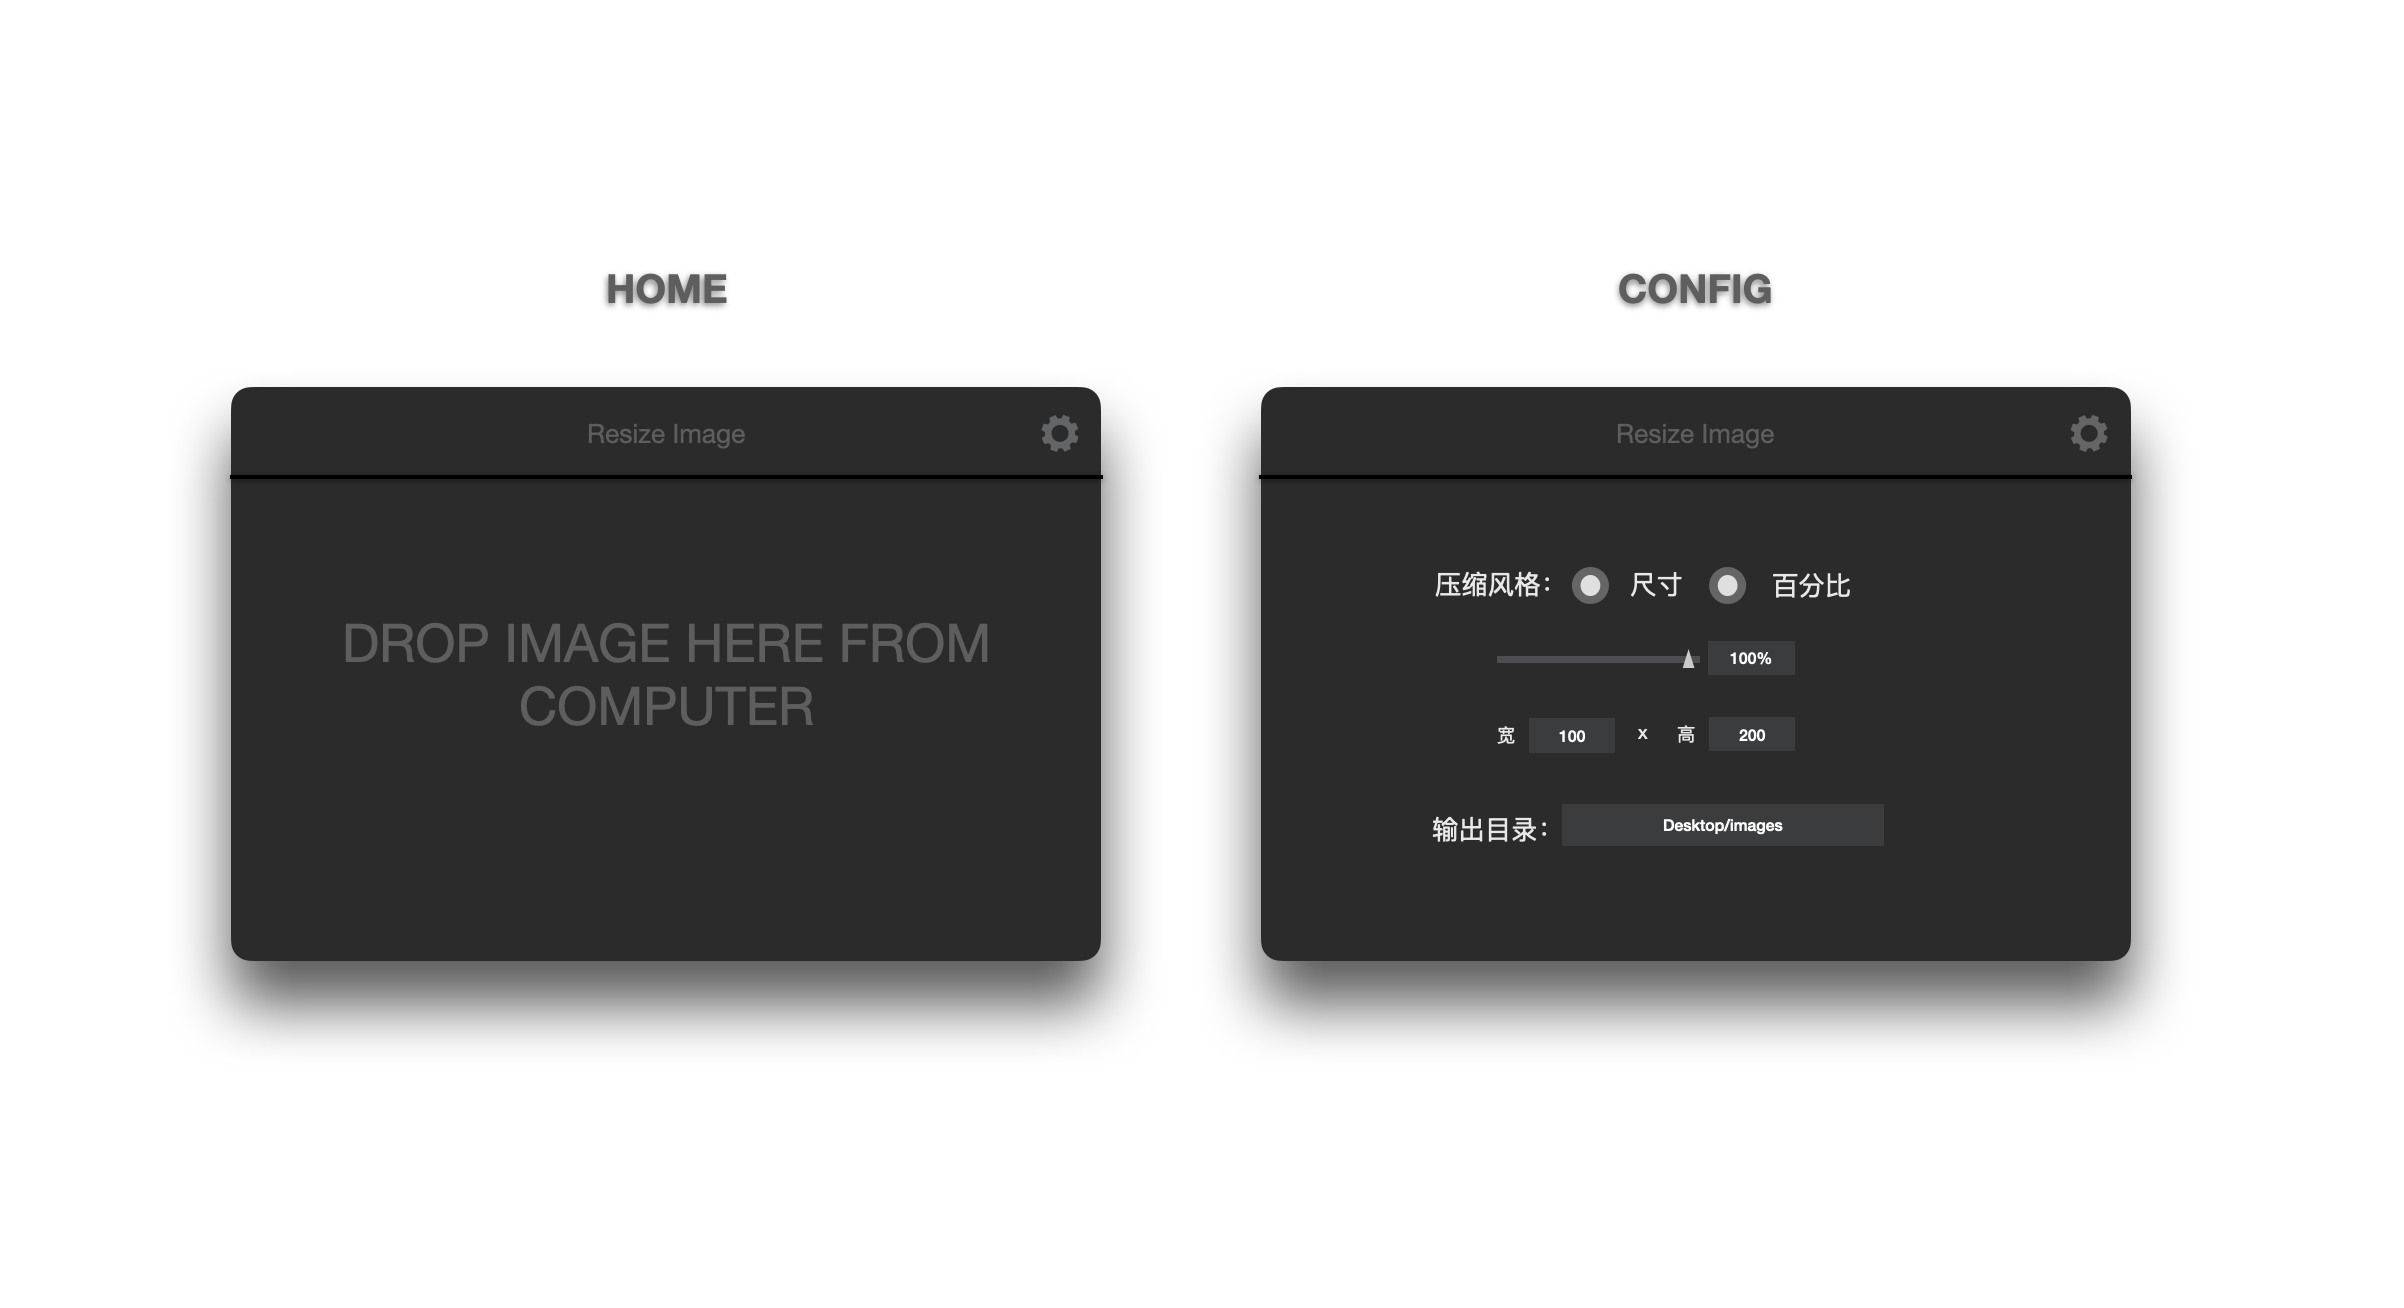 HOME
Resize Image
DROP IMAGE HERE FROM
COMPUTER
CONFIG
Resize Image
压缩风格： 尺寸 百分比
100%
宽 100 x 高 200
输出目录： Desktop/images